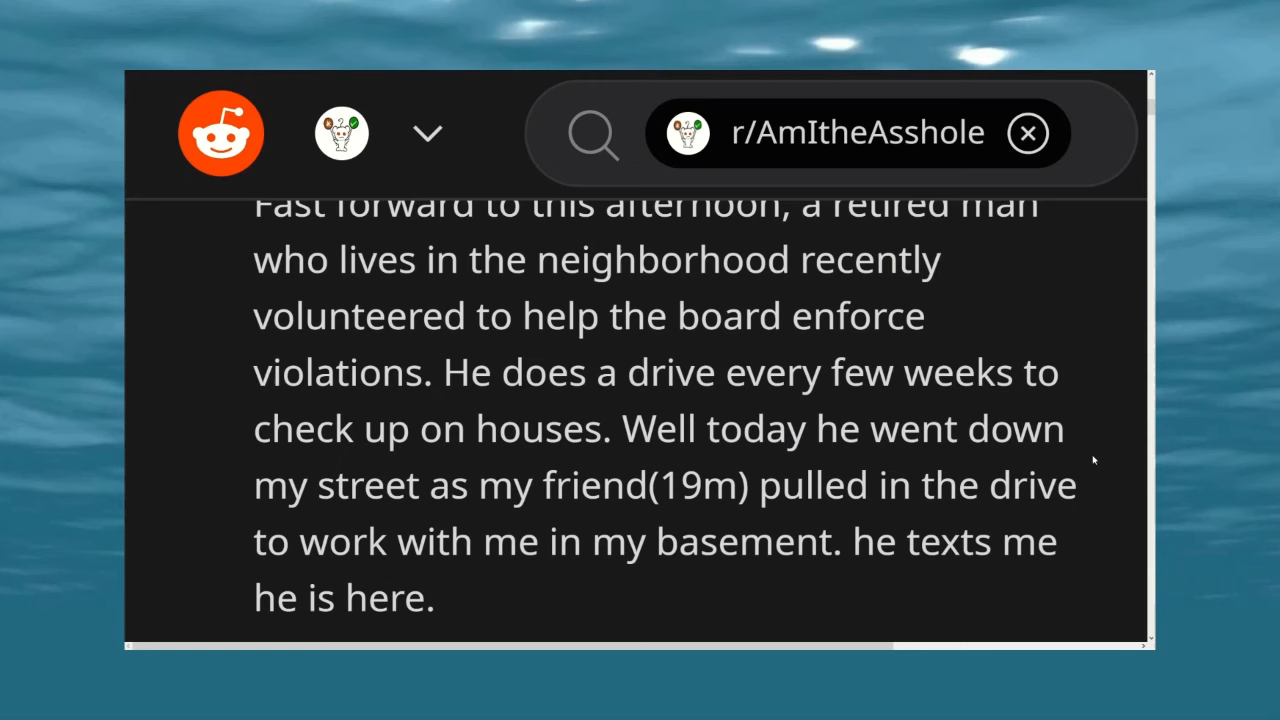 r/AmItheAsshole
Fast forward to this afternoon, a retired man
who lives in the neighborhood recently
volunteered to help the board enforce
violations. He does a drive every few weeks to
check up on houses. Well today he went down
my street as my friend(19m) pulled in the drive
to work with me in my basement. he texts me
he is here.